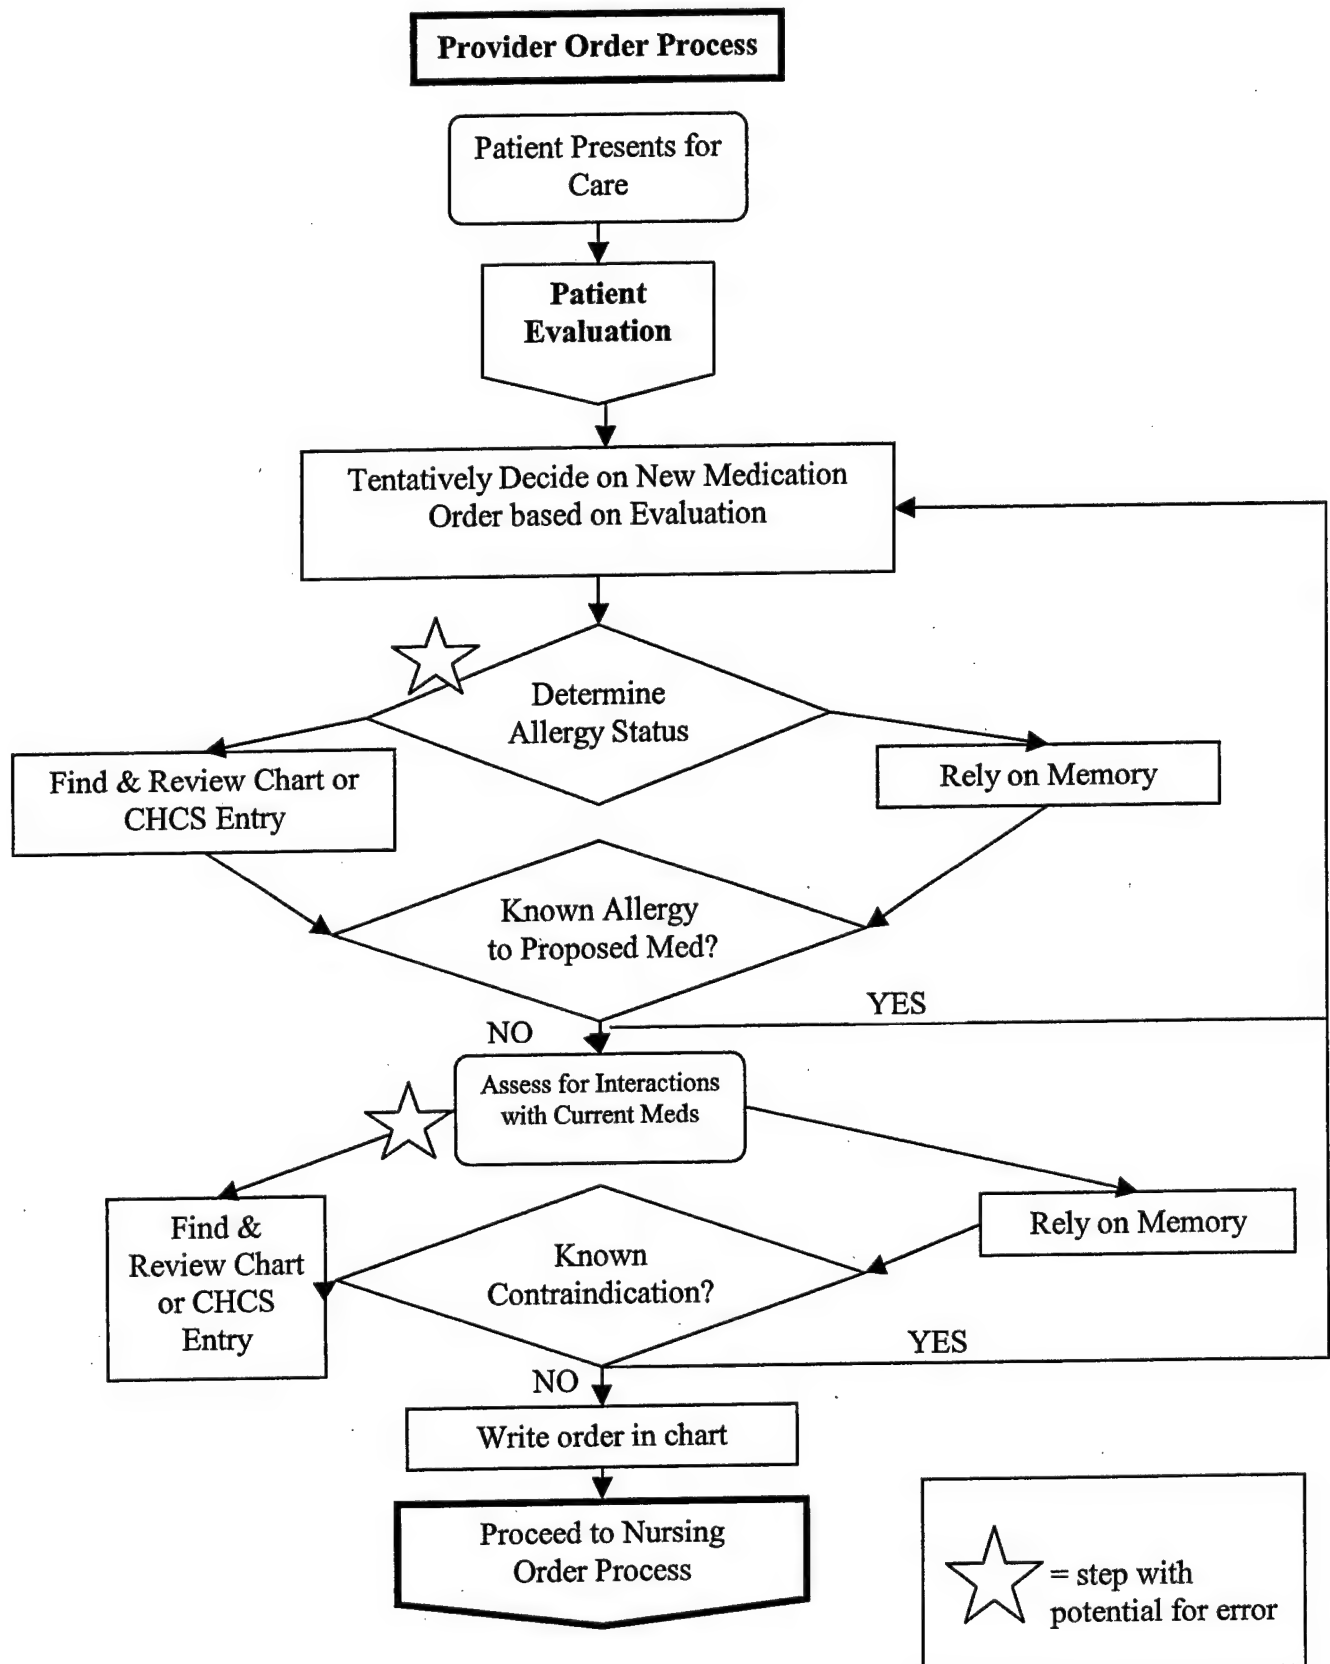 Provider Order Process
Patient Presents for
Care
Patient
Evaluation
Tentatively Decide on New Medication
Order based on Evaluation
Determine
Allergy Status
Find & Review Chart or
CHCS Entry
Rely on Memory
Known Allergy
to Proposed Med?
YES
NO
Assess for Interactions
with Current Meds
Find &
Review Chart
or CHCS
Entry
Rely on Memory
Known
Contraindication?
YES
NO
Write order in chart
Proceed to Nursing
Order Process
= step with
potential for error